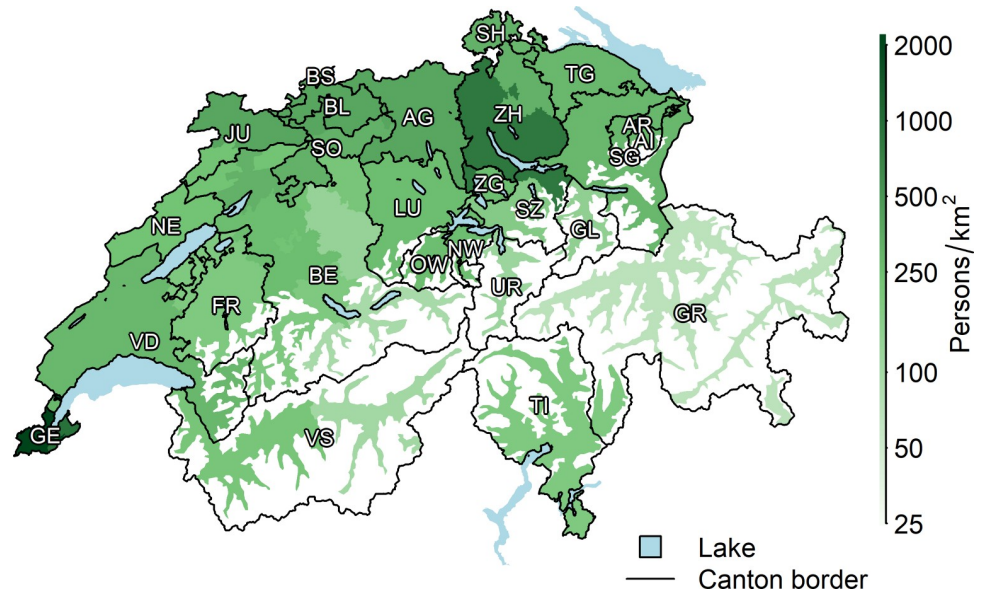 SH
BS
TG
BL
ZH
AG
JU
AR
AI
SO
SG
ZG
LU
SZ
NE
GL
NW
OW
BE
UR
FR
GR
VD
TI
GE
VS
2000
1000
500
250
100
50
25
Persons/km²
Lake
Canton border